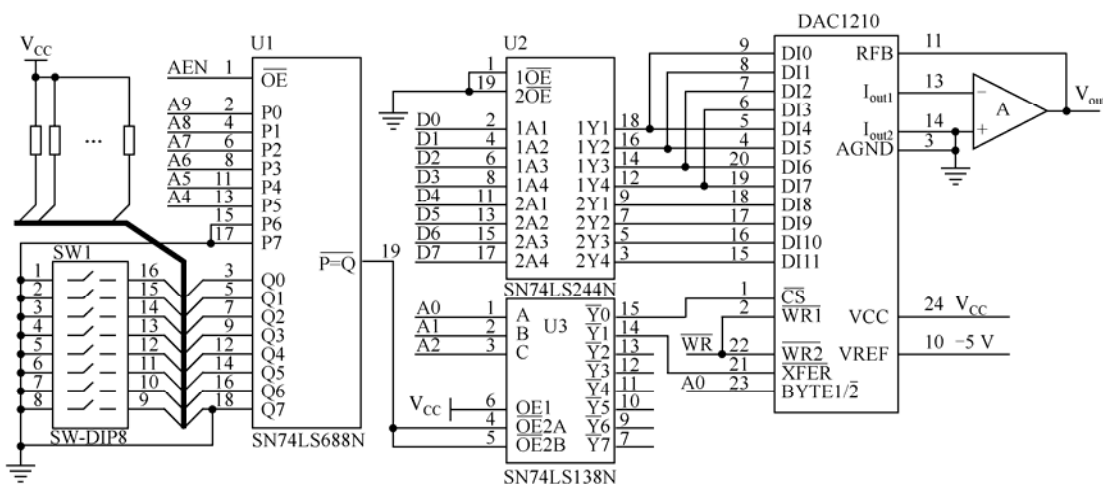 DAC1210
V_CC
U1
U2
AEN 1 OE
A9 2 P0
A8 4 P1
A7 6 P2
A6 8 P3
A5 11 P4
A4 13 P5
15 P6
17 P7
P=Q 19
SW1
1 16 3 Q0
2 15 5 Q1
3 14 7 Q2
4 13 9 Q3
5 12 12 Q4
6 11 14 Q5
7 10 16 Q6
8 9 18 Q7
SW-DIP8
SN74LS688N
...
1 1OE
19 2OE
D0 2 1A1 1Y1 18
D1 4 1A2 1Y2 16
D2 6 1A3 1Y3 14
D3 8 1A4 1Y4 12
D4 11 2A1 2Y1 9
D5 13 2A2 2Y2 7
D6 15 2A3 2Y3 5
D7 17 2A4 2Y4 3
SN74LS244N
A0 1 A Y0 15
A1 2 B U3 Y1 14
A2 3 C Y2 13
Y3 12
Y4 11
V_CC 6 OE1 Y5 10
4 OE2A Y6 9
5 OE2B Y7 7
SN74LS138N
9 DI0 RFB 11
8 DI1
7 DI2 I_out1 13
6 DI3
5 DI4 I_out2 14
4 DI5 AGND 3
20 DI6
19 DI7
18 DI8
17 DI9
16 DI10
15 DI11
1 CS
2 WR1 VCC 24 V_CC
WR 22 WR2 VREF 10 −5 V
21 XFER
A0 23 BYTE1/2
− A +
V_out